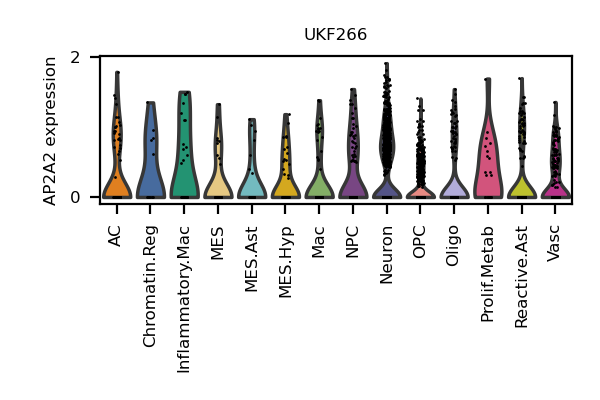 UKF266
AP2A2 expression
2
0
AC
Chromatin.Reg
Inflammatory.Mac
MES
MES.Ast
MES.Hyp
Mac
NPC
Neuron
OPC
Oligo
Prolif.Metab
Reactive.Ast
Vasc